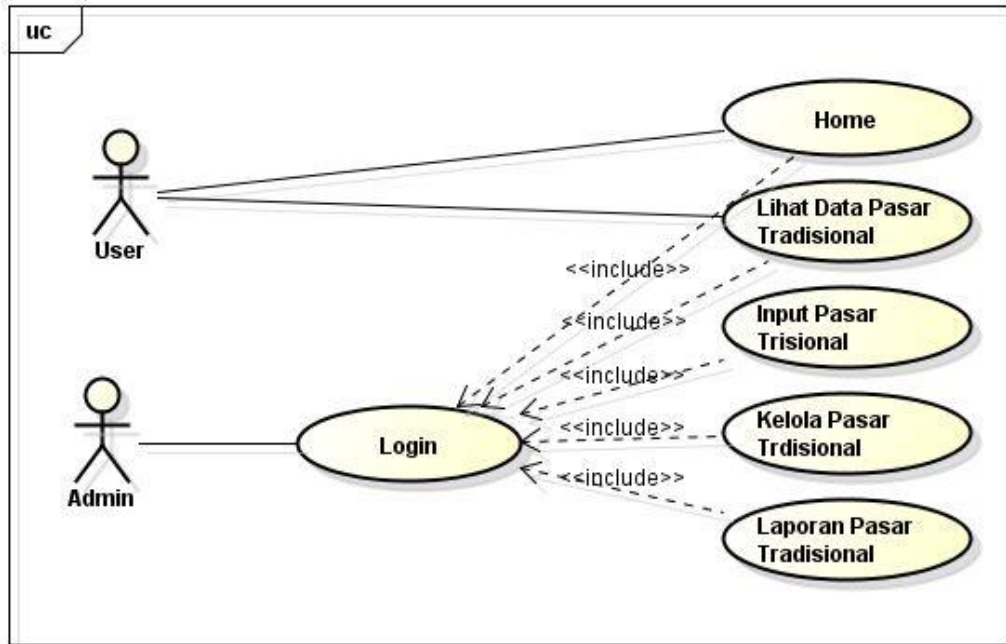 uc
Home
User
Lihat Data Pasar
Tradisional
<<include>>
<<include>>
Input Pasar
Trisional
<<include>>
Admin
Login
<<include>>
Kelola Pasar
Trdisional
<<include>>
Laporan Pasar
Tradisional